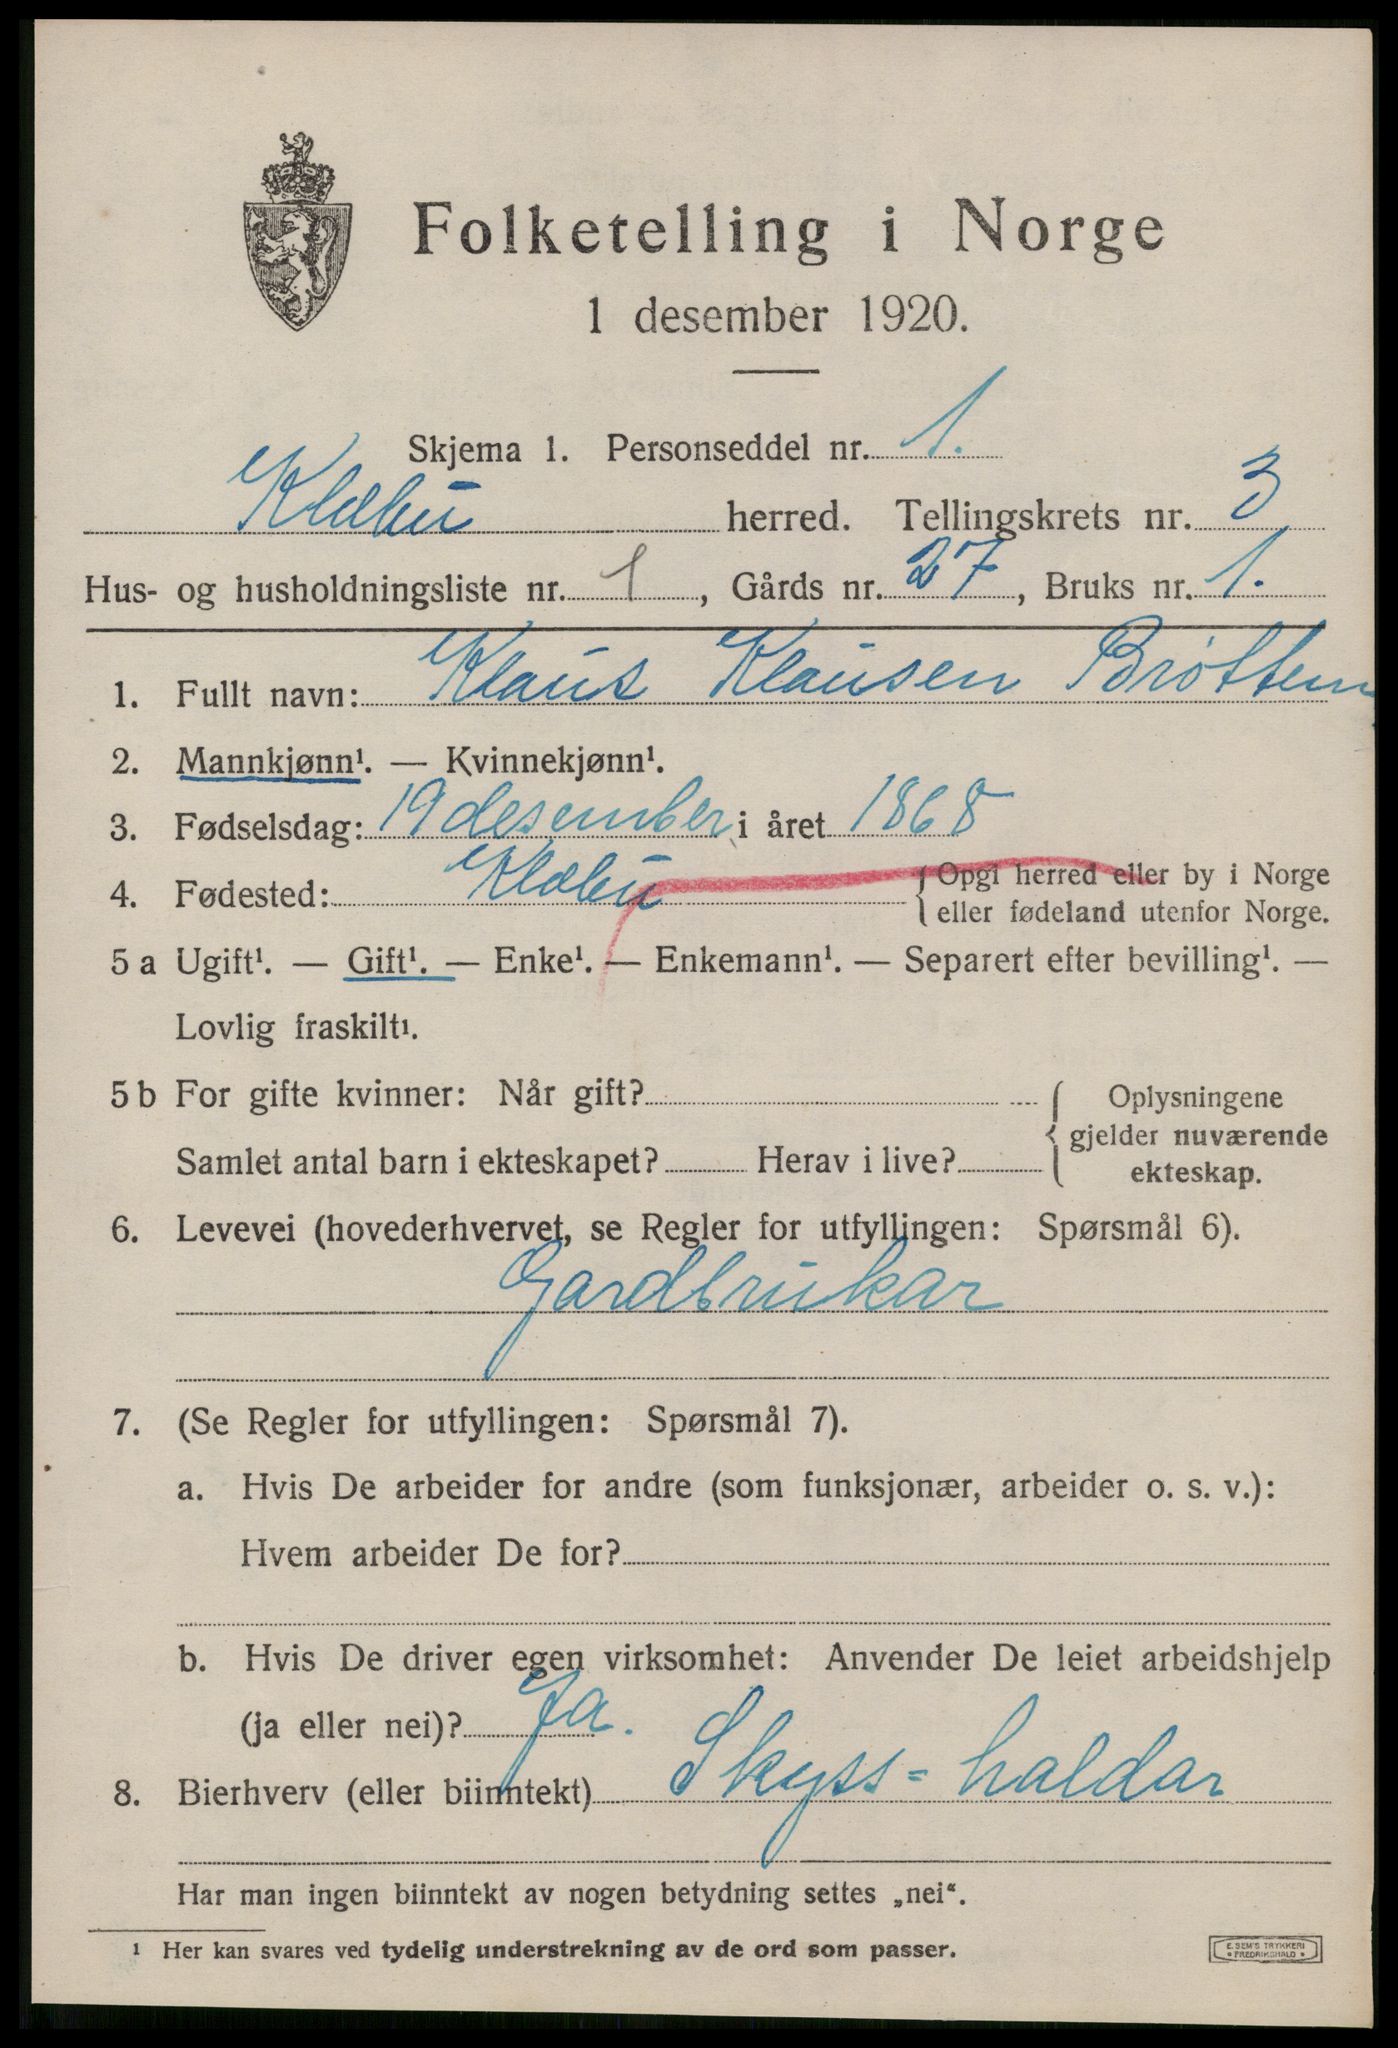 Folketelling i Norge
1 desember 1920.
Skjema 1. Personseddel nr. 1.
Klæbu herred. Tellingskrets nr. 3
Hus- og husholdningsliste nr. 1, Gårds nr. 27, Bruks nr. 1.
1. Fullt navn: Klaus Klausen Brøttem
2. Mannkjønn¹. — Kvinnekjønn¹.
3. Fødselsdag: 19 desember i året 1868
4. Fødested: Klæbu { Opgi herred eller by i Norge
eller fødeland utenfor Norge.
5 a Ugift¹. — Gift¹. — Enke¹. — Enkemann¹. — Separert efter bevilling¹. —
Lovlig fraskilt¹.
5 b For gifte kvinner: Når gift? { Oplysningene
gjelder nuværende
Samlet antal barn i ekteskapet? Herav i live? ekteskap.
6. Levevei (hovederhvervet, se Regler for utfyllingen: Spørsmål 6).
Gardbrukar
7. (Se Regler for utfyllingen: Spørsmål 7).
a. Hvis De arbeider for andre (som funksjonær, arbeider o. s. v.):
Hvem arbeider De for?
b. Hvis De driver egen virksomhet: Anvender De leiet arbeidshjelp
(ja eller nei)? Ja.
8. Bierhverv (eller biinntekt) Skyss=haldar
Har man ingen biinntekt av nogen betydning settes „nei“.
¹ Her kan svares ved tydelig understrekning av de ord som passer.
E. SEM'S TRYKKERI
• FREDRIKSHALD •